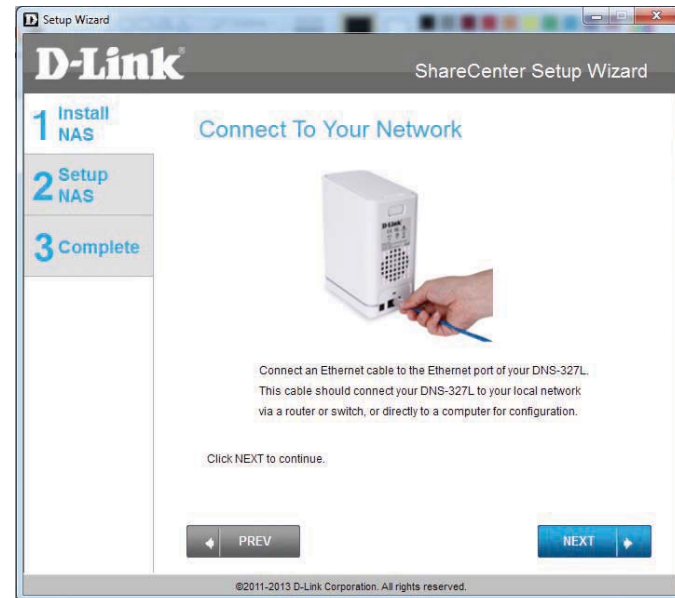 Setup Wizard
D-Link
ShareCenter Setup Wizard
1 Install
NAS
2 Setup
NAS
3 Complete
Connect To Your Network
D-Link
Connect an Ethernet cable to the Ethernet port of your DNS-327L.
This cable should connect your DNS-327L to your local network
via a router or switch, or directly to a computer for configuration.
Click NEXT to continue.
PREV
NEXT
©2011-2013 D-Link Corporation. All rights reserved.